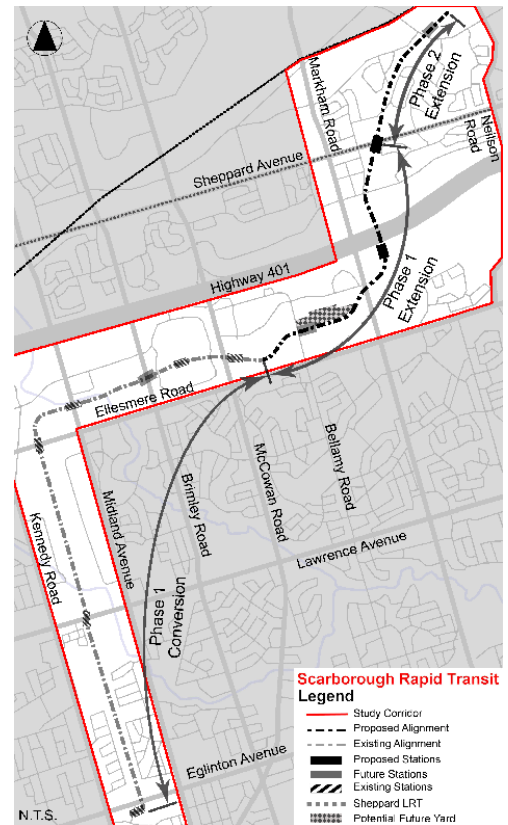 Markham Road
Phase 2
Extension
Neilson
Road
Sheppard Avenue
Highway 401
Phase 1
Extension
Ellesmere Road
Kennedy Road
Midland Avenue
Brimley Road
McCowan Road
Bellamy Road
Lawrence Avenue
Phase 1
Conversion
Eglinton Avenue
N.T.S.
Scarborough Rapid Transit
Legend
Study Corridor
Proposed Alignment
Existing Alignment
Proposed Stations
Future Stations
Existing Stations
Sheppard LRT
Potential Future Yard